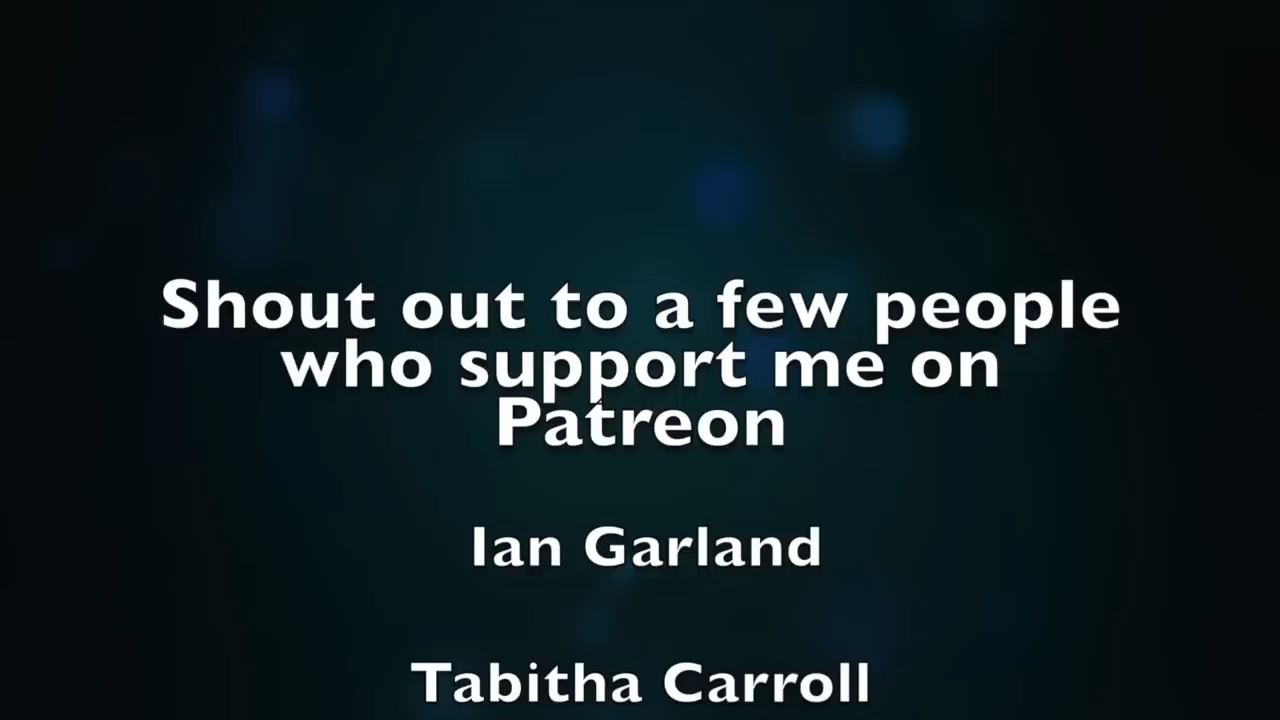 Shout out to a few people
who support me on
Patreon
Ian Garland
Tabitha Carroll